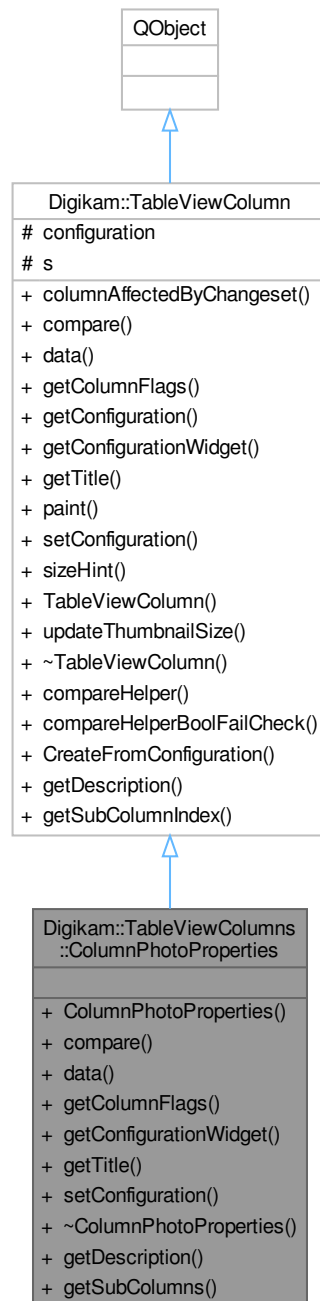 QObject
Digikam::TableViewColumn
# configuration
# s
+ columnAffectedByChangeset()
+ compare()
+ data()
+ getColumnFlags()
+ getConfiguration()
+ getConfigurationWidget()
+ getTitle()
+ paint()
+ setConfiguration()
+ sizeHint()
+ TableViewColumn()
+ updateThumbnailSize()
+ ~TableViewColumn()
+ compareHelper()
+ compareHelperBoolFailCheck()
+ CreateFromConfiguration()
+ getDescription()
+ getSubColumnIndex()
Digikam::TableViewColumns
::ColumnPhotoProperties
+ ColumnPhotoProperties()
+ compare()
+ data()
+ getColumnFlags()
+ getConfigurationWidget()
+ getTitle()
+ setConfiguration()
+ ~ColumnPhotoProperties()
+ getDescription()
+ getSubColumns()